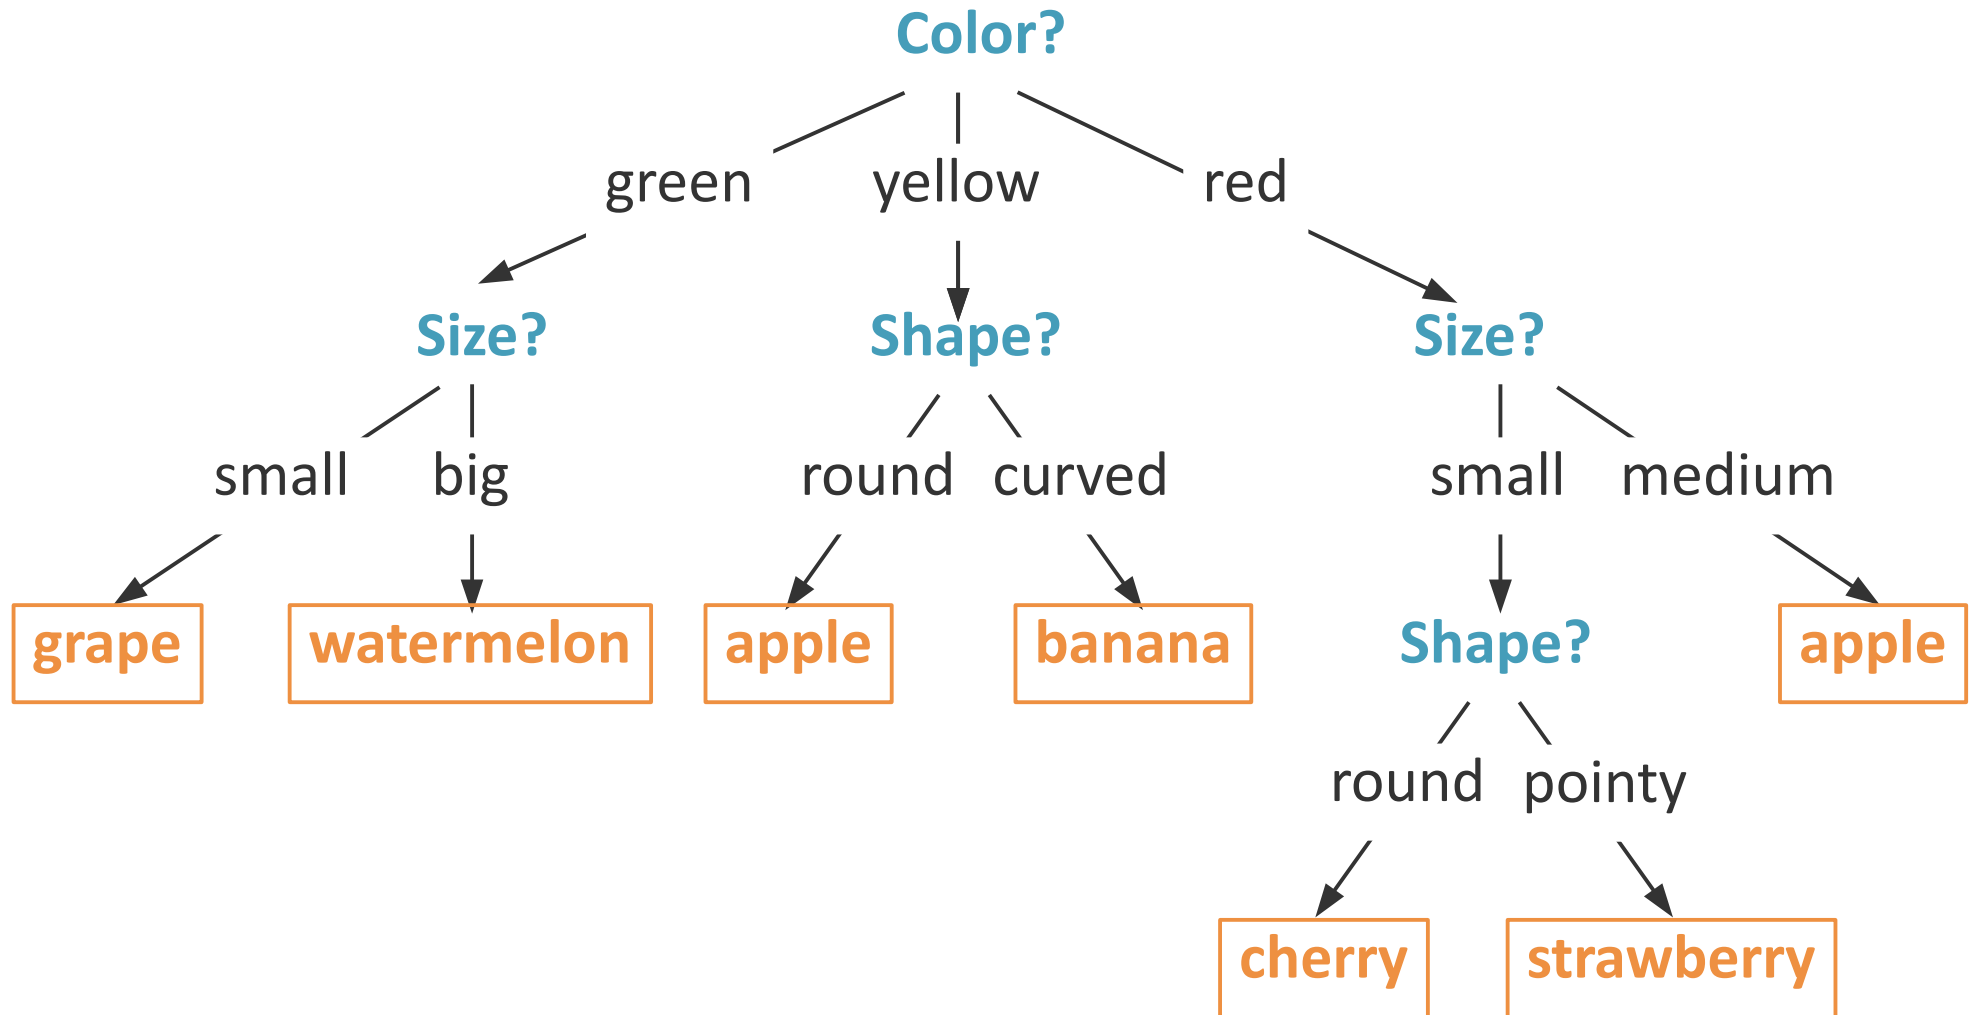 Color?
green
yellow
red
Size?
Shape?
Size?
small
big
round
curved
small
medium
grape
watermelon
apple
banana
Shape?
apple
round
pointy
cherry
strawberry